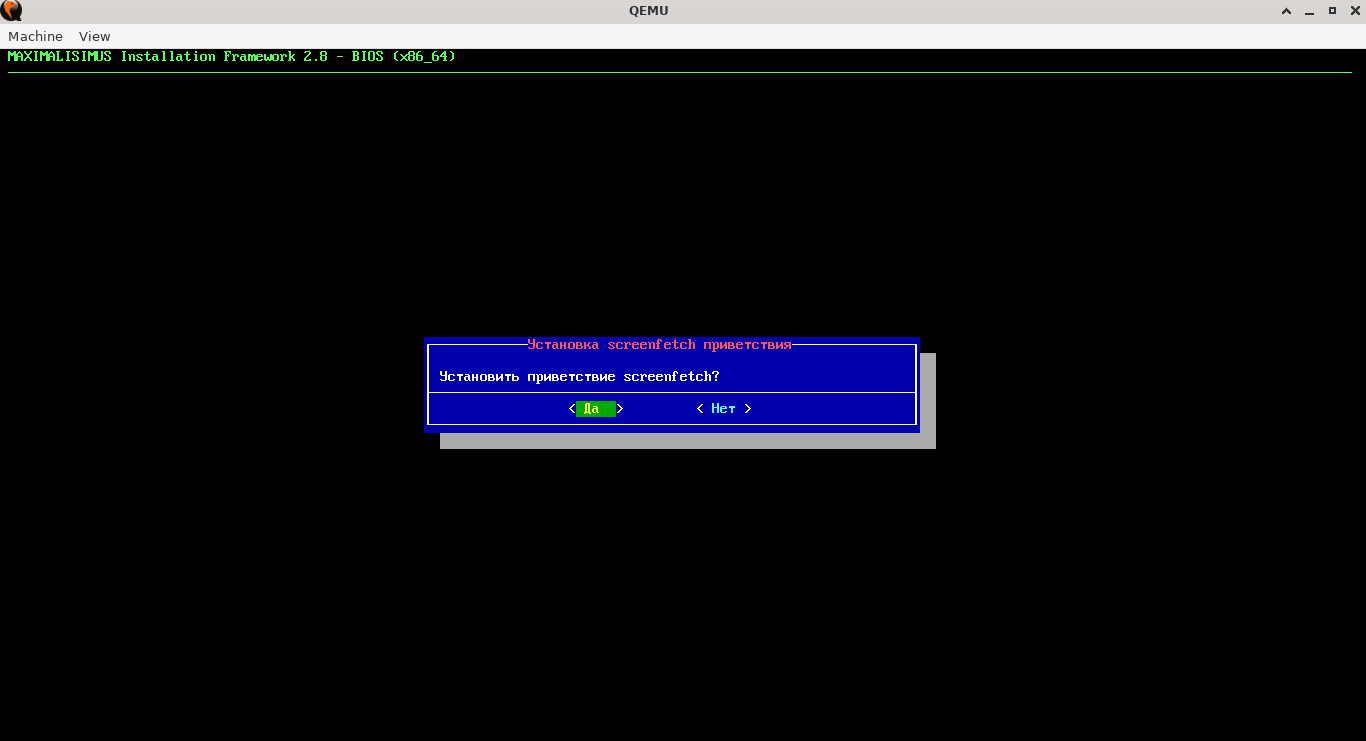 QEMU
Machine View
MAXIMALISIMUS Installation Framework 2.8 - BIOS (x86_64)
Установка screenfetch приветствия
Установить приветствие screenfetch?
<Да > < Нет >